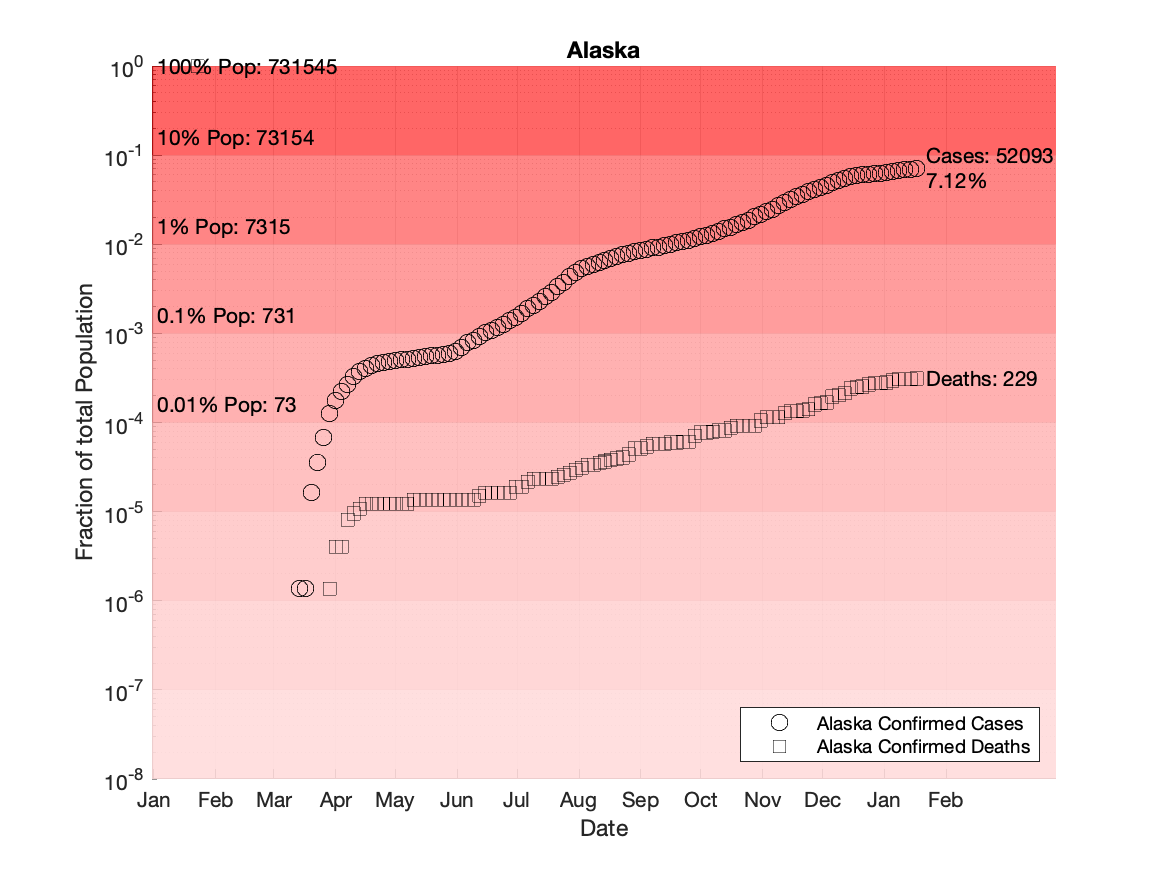 Alaska
10^0
100% Pop: 731545
10% Pop: 73154
10^-1
Cases: 52093
7.12%
1% Pop: 7315
10^-2
0.1% Pop: 731
10^-3
Deaths: 229
0.01% Pop: 73
10^-4
10^-5
10^-6
10^-7
10^-8
Fraction of total Population
Alaska Confirmed Cases
Alaska Confirmed Deaths
Jan Feb Mar Apr May Jun Jul Aug Sep Oct Nov Dec Jan Feb
Date